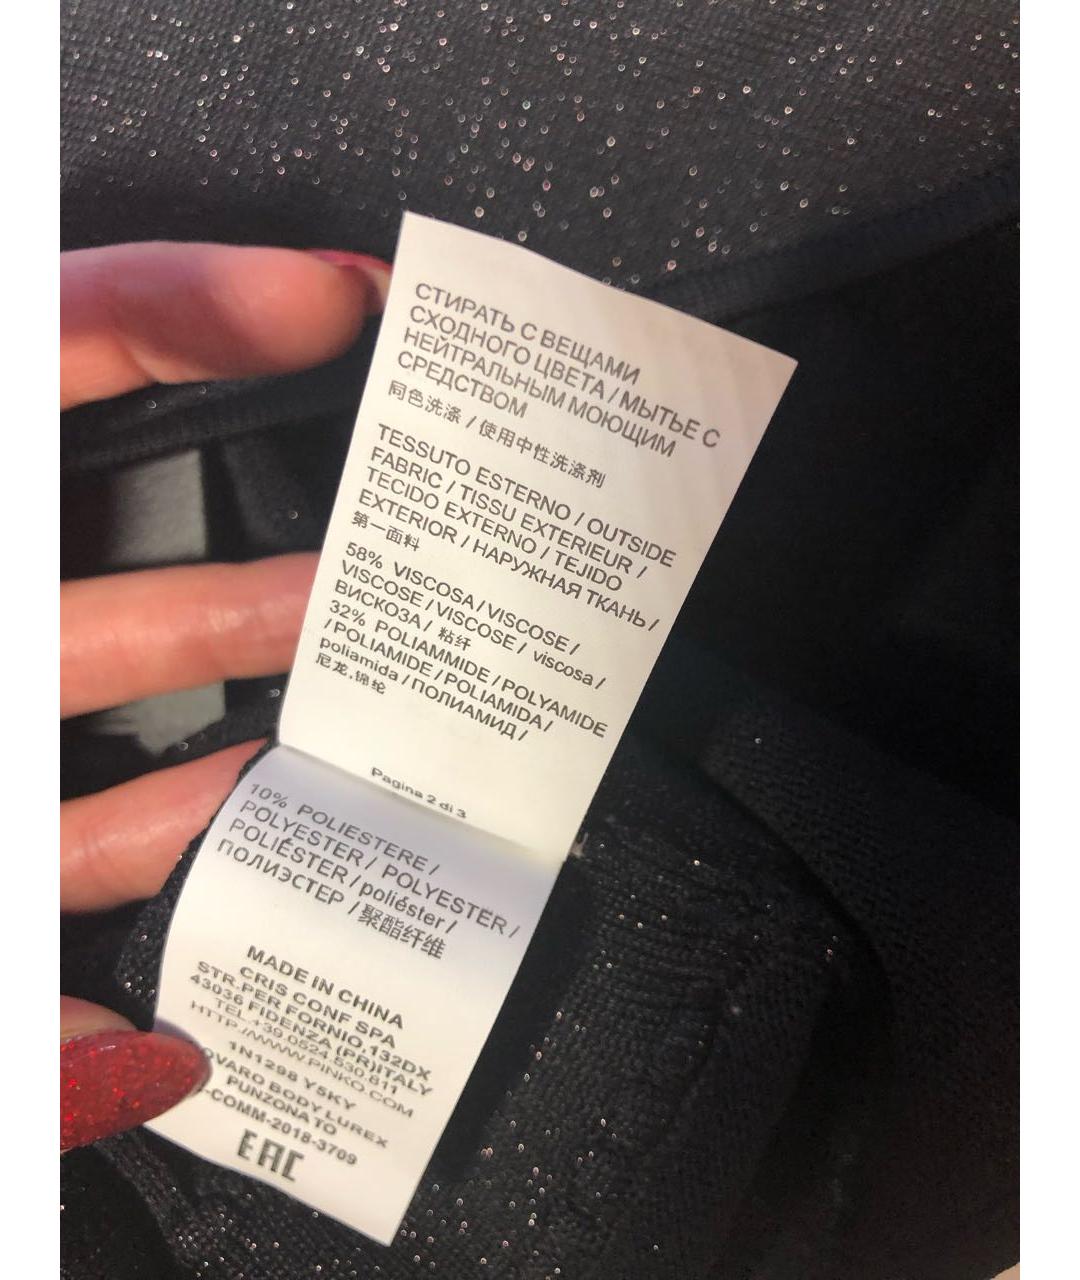 СТИРАТЬ С ВЕЩАМИ
СХОДНОГО ЦВЕТА / МЫТЬЕ С
НЕЙТРАЛЬНЫМ МОЮЩИМ
СРЕДСТВОМ
同色洗涤 / 使用中性洗涤剂
TESSUTO ESTERNO / OUTSIDE
FABRIC / TISSU EXTERIEUR /
TECIDO EXTERNO / TEJIDO
EXTERIOR / НАРУЖНАЯ ТКАНЬ /
第一面料
58% VISCOSA / VISCOSE /
VISCOSE / VISCOSE / viscosa /
ВИСКОЗА / 粘纤
32% POLIAMMIDE / POLYAMIDE
/ POLIAMIDE / POLIAMIDA /
poliamida / ПОЛИАМИД /
尼龙.锦纶
Pagina 2 di 3
10% POLIESTERE /
POLYESTER / POLYESTER /
POLIÉSTER / poliéster /
ПОЛИЭСТЕР / 聚酯纤维
MADE IN CHINA
CRIS CONF SPA
STR.PER FORNIO,132DX
43036 FIDENZA (PR)ITALY
TEL+39.0524.530.611
HTTP://WWW.PINKO.COM
1N1298 Y5KY
OVARO BODY LUREX
PUNZONATO
-COMM-2018-3709
EAC